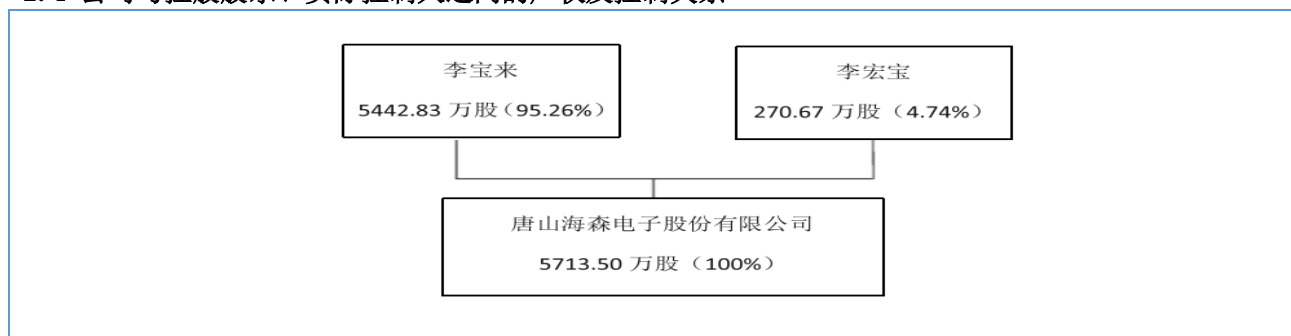 李宝来
5442.83 万股（95.26%）
李宏宝
270.67 万股（4.74%）
唐山海森电子股份有限公司
5713.50 万股（100%）